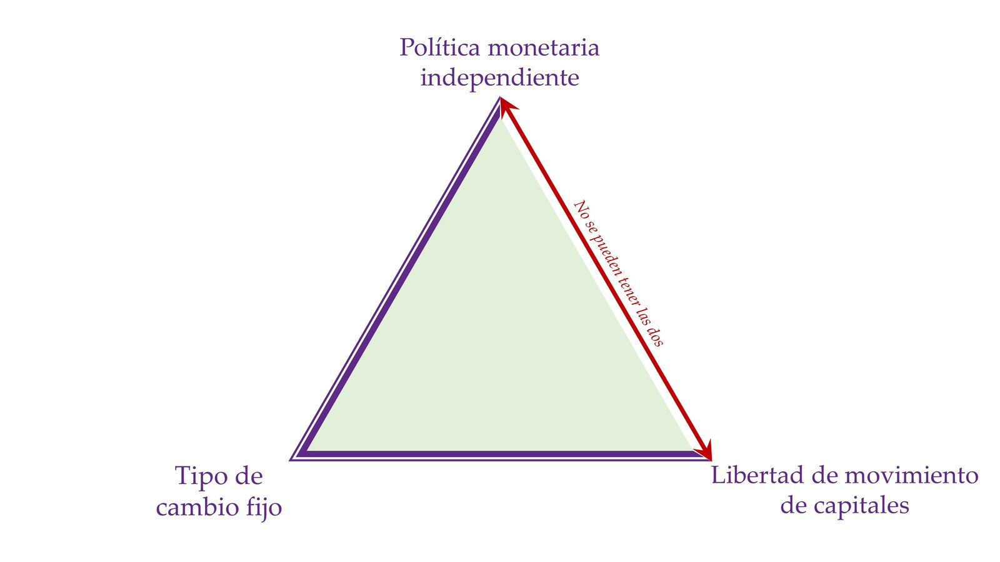 Política monetaria
independiente
No se pueden tener las dos
Tipo de
cambio fijo
Libertad de movimiento
de capitales